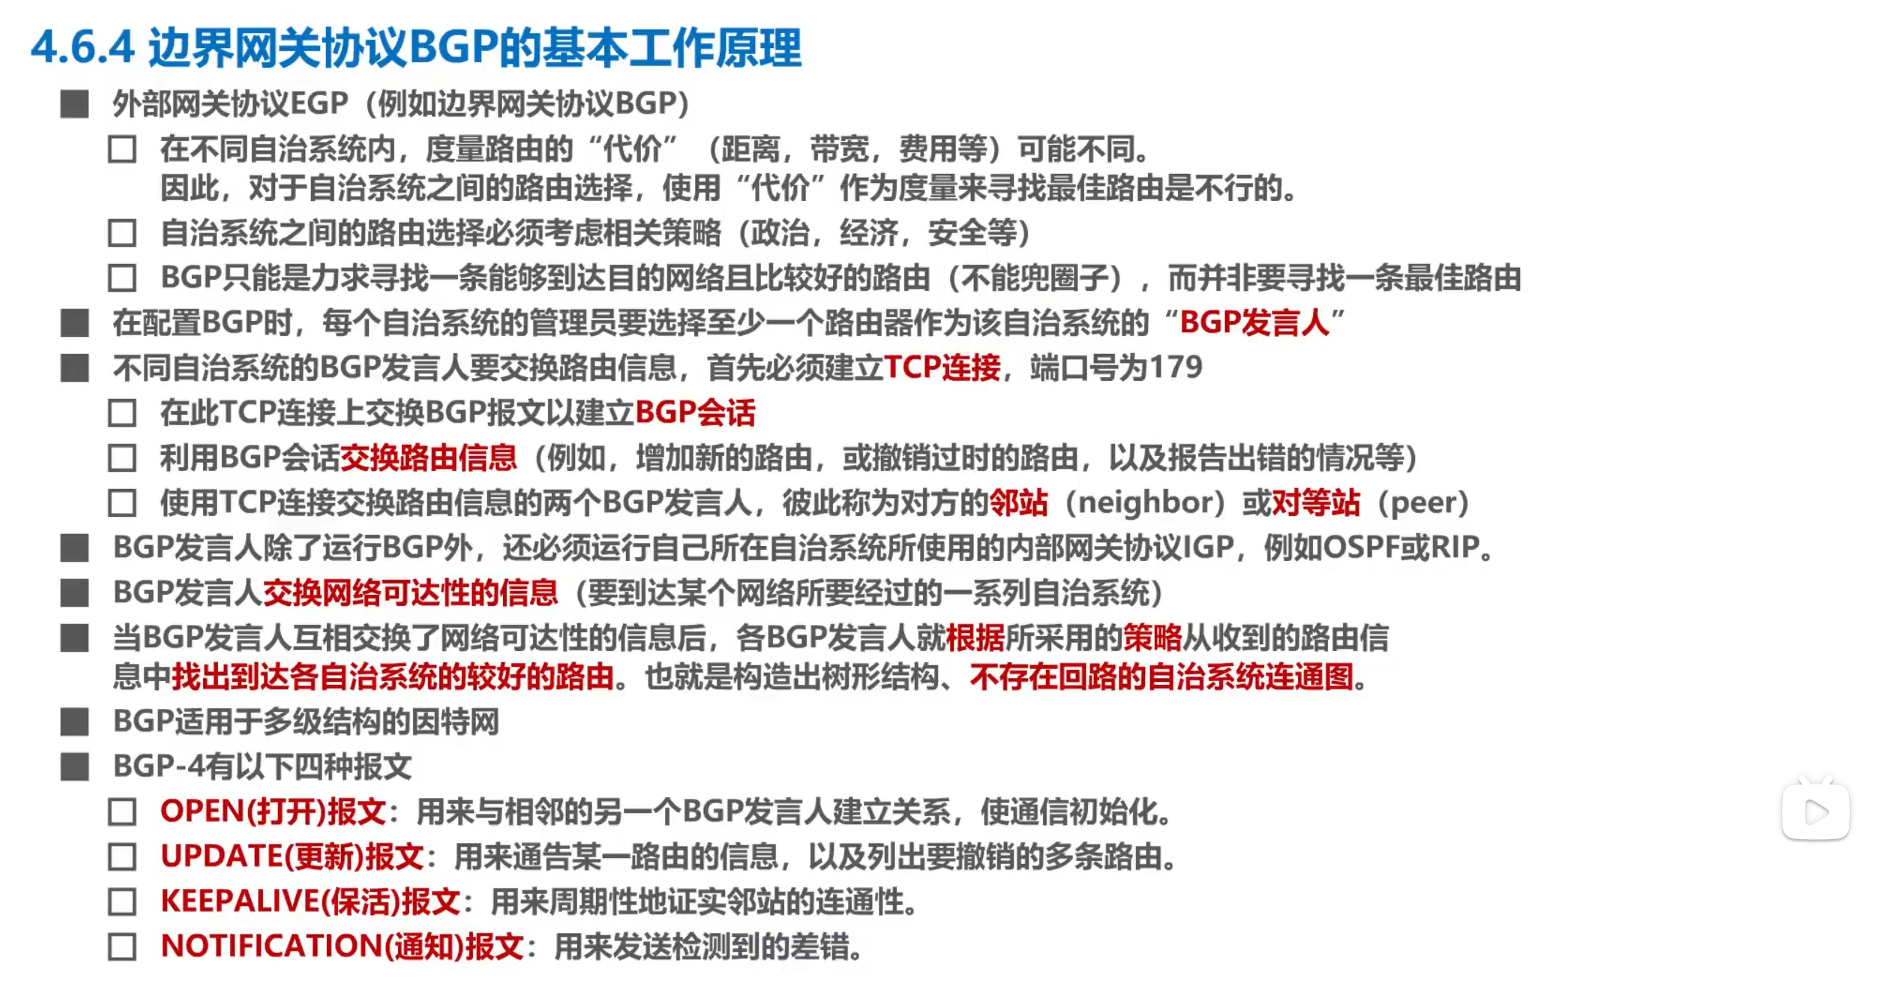 4.6.4 边界网关协议BGP的基本工作原理
外部网关协议EGP（例如边界网关协议BGP）
在不同自治系统内，度量路由的“代价”（距离，带宽，费用等）可能不同。
因此，对于自治系统之间的路由选择，使用“代价”作为度量来寻找最佳路由是不行的。
自治系统之间的路由选择必须考虑相关策略（政治，经济，安全等）
BGP只能是力求寻找一条能够到达目的网络且比较好的路由（不能兜圈子），而并非要寻找一条最佳路由
在配置BGP时，每个自治系统的管理员要选择至少一个路由器作为该自治系统的“BGP发言人”
不同自治系统的BGP发言人要交换路由信息，首先必须建立TCP连接，端口号为179
在此TCP连接上交换BGP报文以建立BGP会话
利用BGP会话交换路由信息（例如，增加新的路由，或撤销过时的路由，以及报告出错的情况等）
使用TCP连接交换路由信息的两个BGP发言人，彼此称为对方的邻站（neighbor）或对等站（peer）
BGP发言人除了运行BGP外，还必须运行自己所在自治系统所使用的内部网关协议IGP，例如OSPF或RIP。
BGP发言人交换网络可达性的信息（要到达某个网络所要经过的一系列自治系统）
当BGP发言人互相交换了网络可达性的信息后，各BGP发言人就根据所采用的策略从收到的路由信
息中找出到达各自治系统的较好的路由。也就是构造出树形结构、不存在回路的自治系统连通图。
BGP适用于多级结构的因特网
BGP-4有以下四种报文
OPEN(打开)报文：用来与相邻的另一个BGP发言人建立关系，使通信初始化。
UPDATE(更新)报文：用来通告某一路由的信息，以及列出要撤销的多条路由。
KEEPALIVE(保活)报文：用来周期性地证实邻站的连通性。
NOTIFICATION(通知)报文：用来发送检测到的差错。